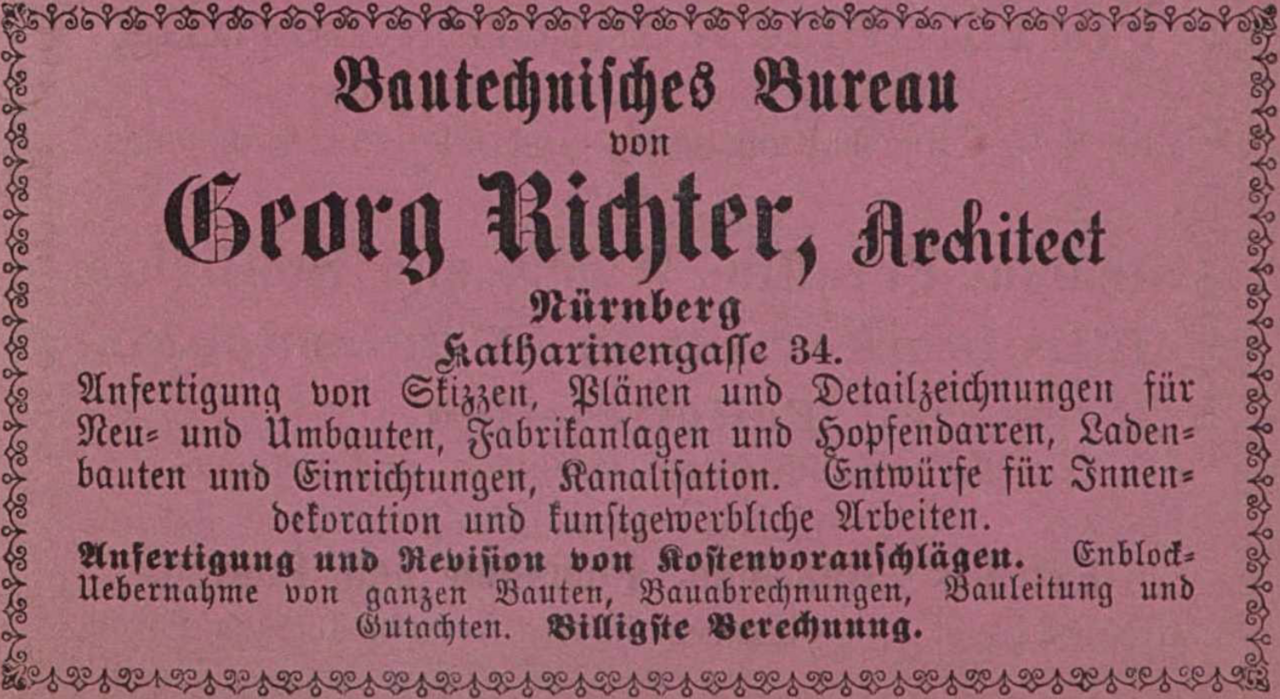 Bautechnisches Bureau
von
Georg Richter, Architect
Nürnberg
Katharinengasse 34.
Anfertigung von Skizzen, Plänen und Detailzeichnungen für
Neu- und Umbauten, Fabrikanlagen und Hopfendarren, Laden-
bauten und Einrichtungen, Kanalisation. Entwürfe für Innen-
dekoration und kunstgewerbliche Arbeiten.
Anfertigung und Revision von Kostenvoranschlägen. Enblock-
Uebernahme von ganzen Bauten, Bauabrechnungen, Bauleitung und
Gutachten. Billigste Berechnung.